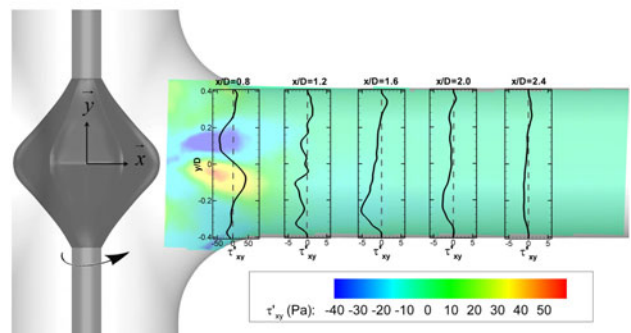 x/D=0.8 x/D=1.2 x/D=1.6 x/D=2.0 x/D=2.4
0.4
0.2
y/D
0
-0.2
-0.4
y
x
-50 0 50 -5 0 5 -5 0 5 -5 0 5 -5 0 5
τ'xy τ'xy τ'xy τ'xy τ'xy
τ'xy (Pa): -40 -30 -20 -10 0 10 20 30 40 50